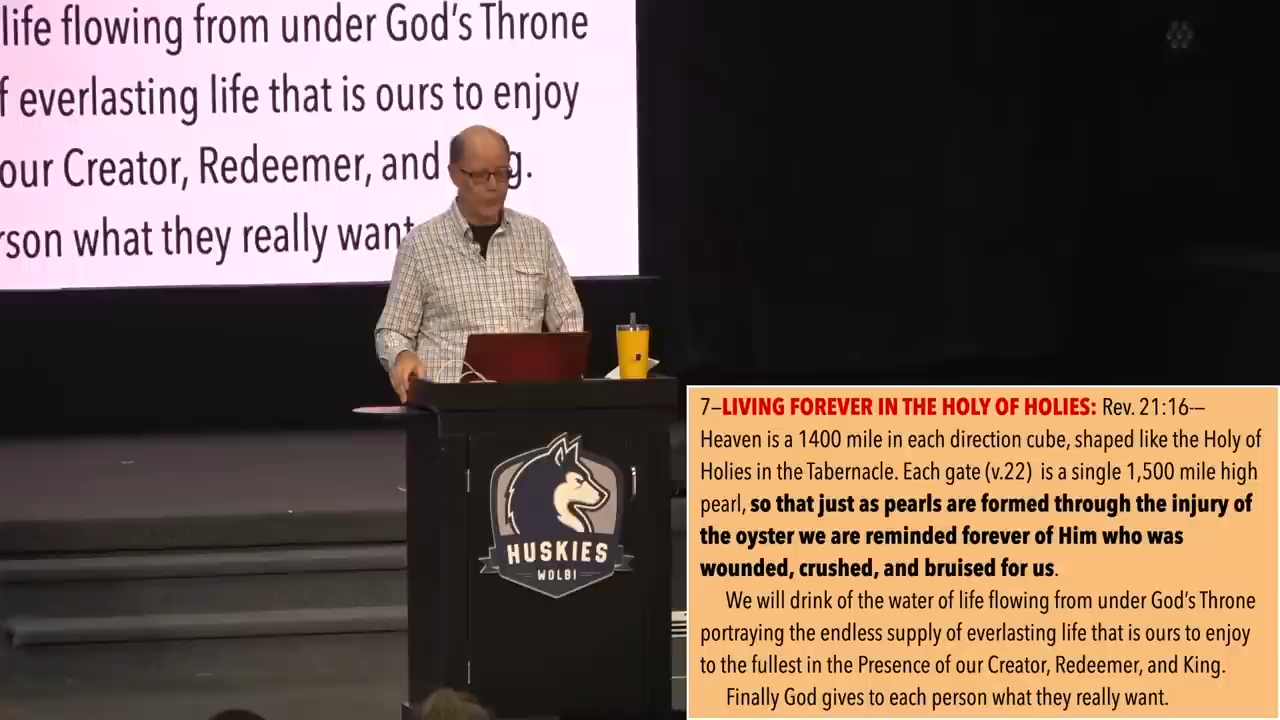 life flowing from under God's Throne
f everlasting life that is ours to enjoy
our Creator, Redeemer, and g.
rson what they really want
HUSKIES
WOLBI
7–LIVING FOREVER IN THE HOLY OF HOLIES: Rev. 21:16-–
Heaven is a 1400 mile in each direction cube, shaped like the Holy of
Holies in the Tabernacle. Each gate (v.22) is a single 1,500 mile high
pearl, so that just as pearls are formed through the injury of
the oyster we are reminded forever of Him who was
wounded, crushed, and bruised for us.
We will drink of the water of life flowing from under God's Throne
portraying the endless supply of everlasting life that is ours to enjoy
to the fullest in the Presence of our Creator, Redeemer, and King.
Finally God gives to each person what they really want.